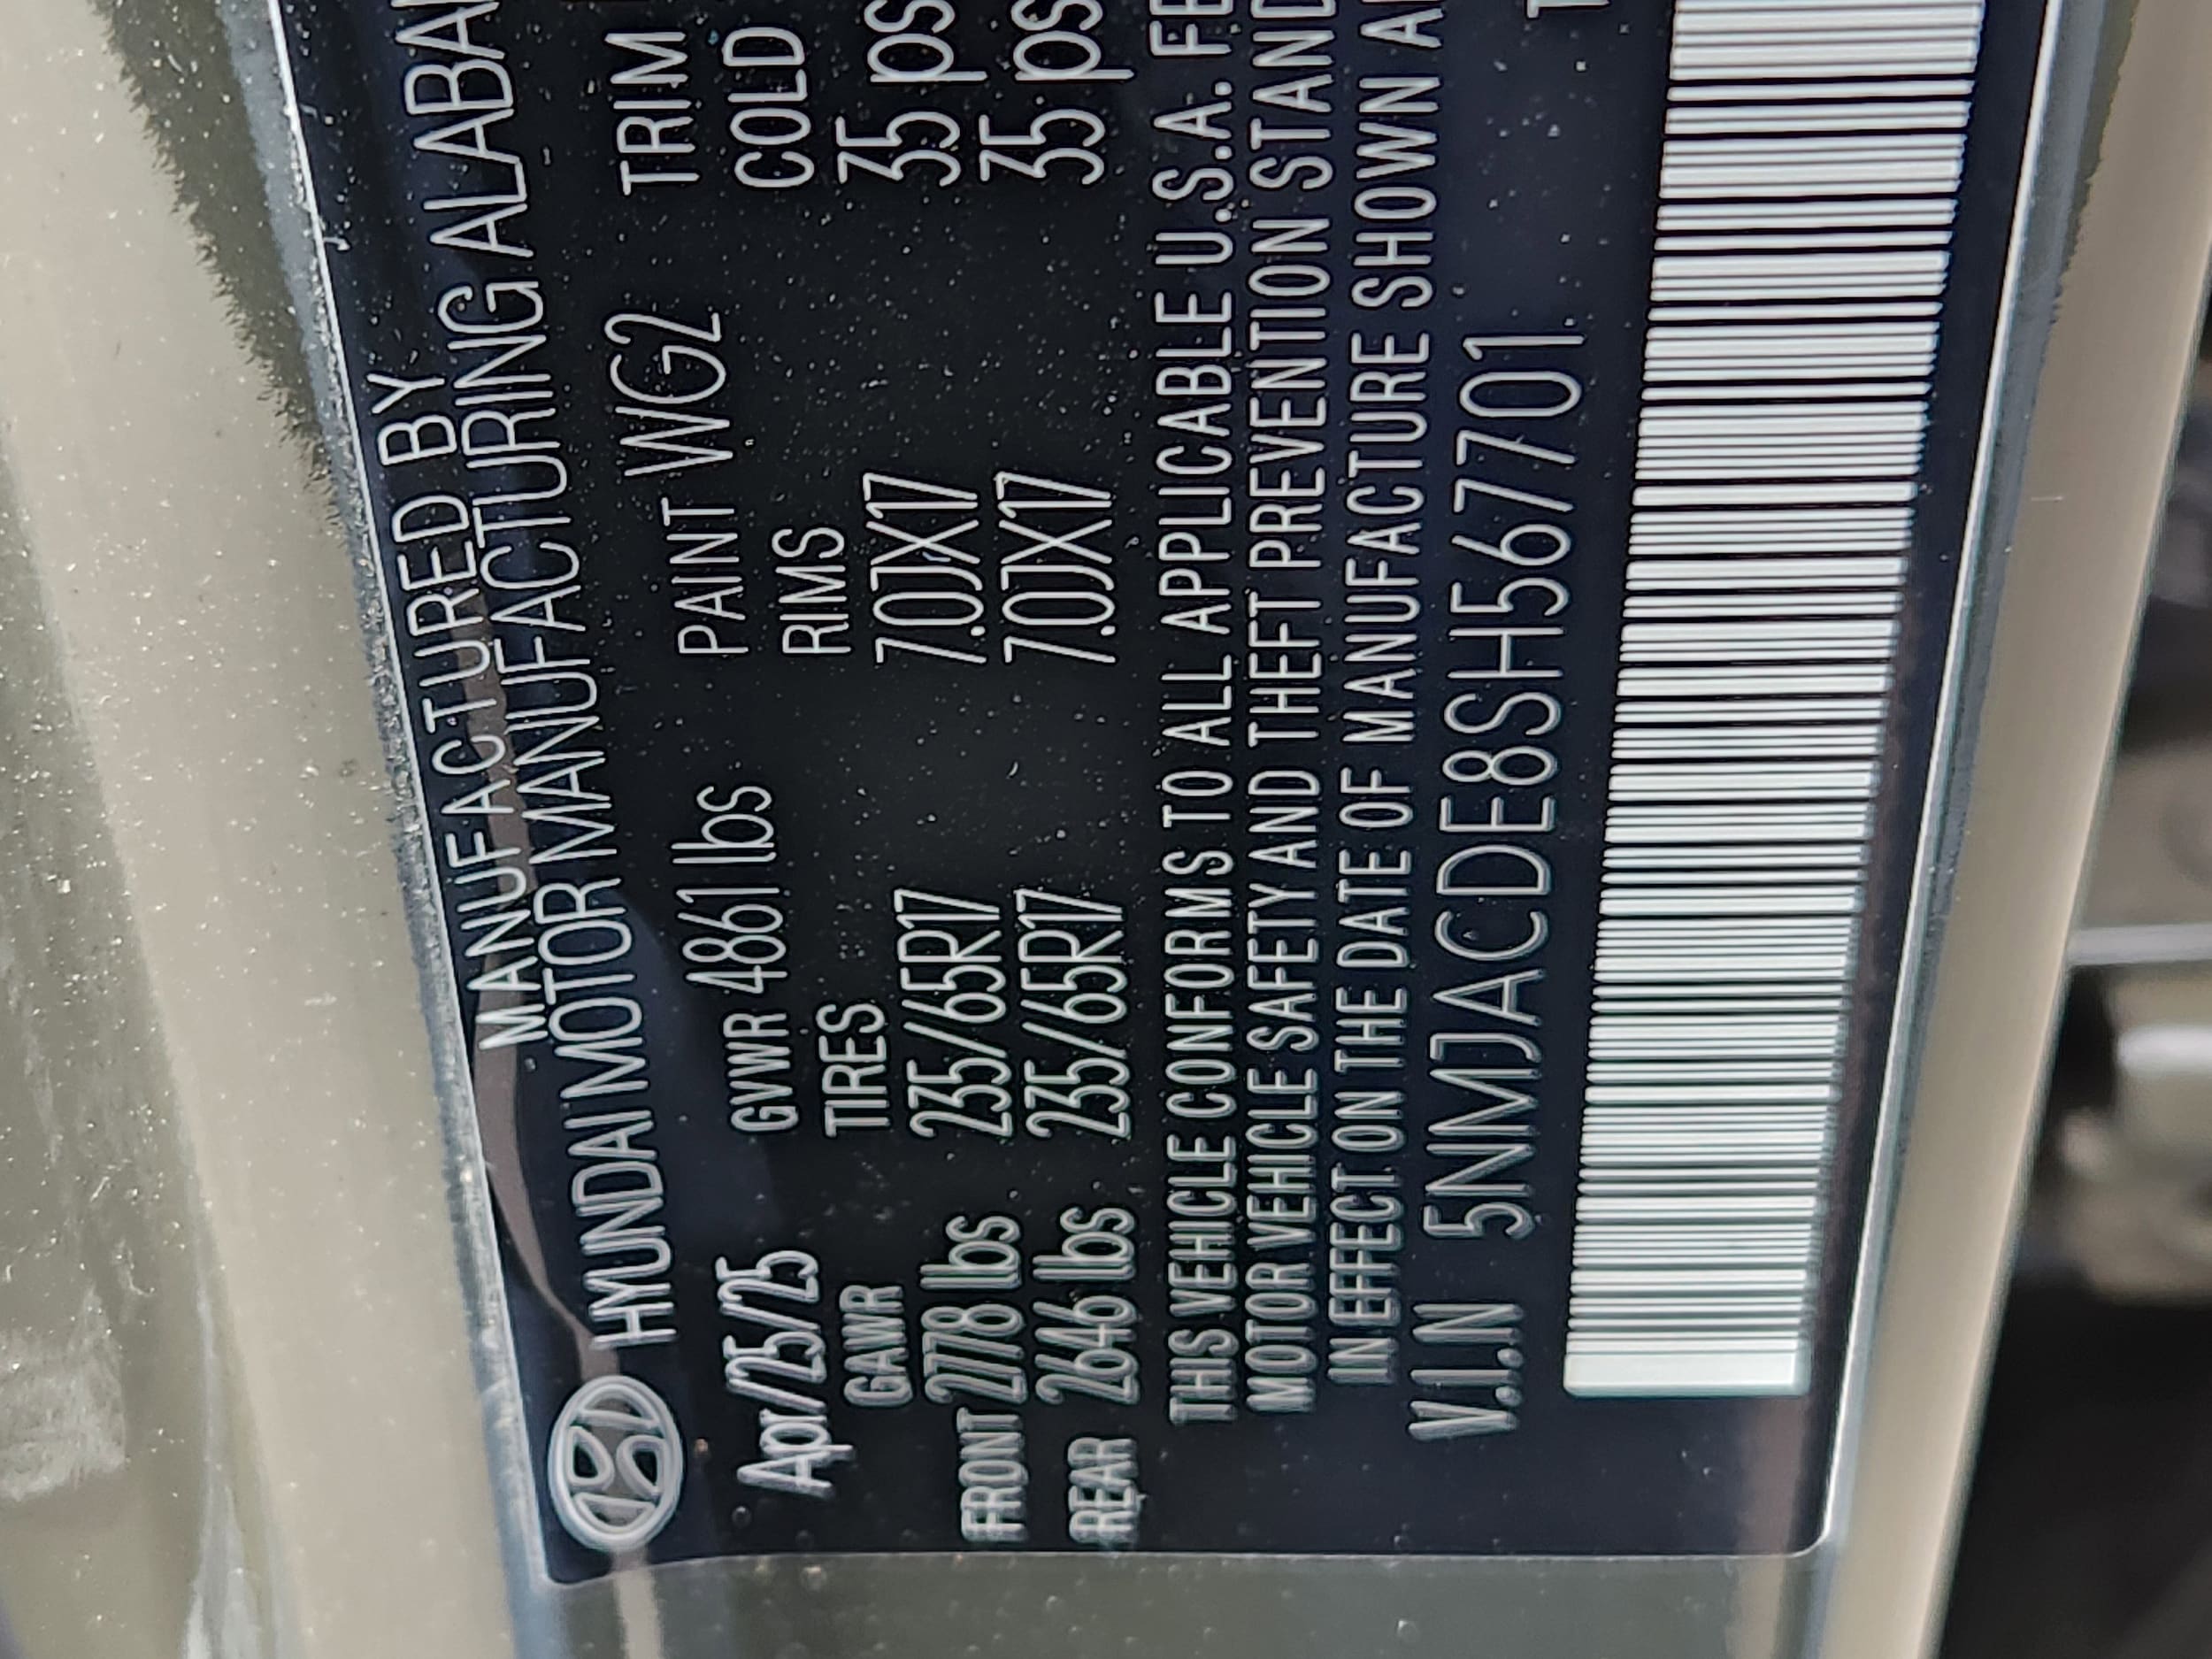 MANUFACTURED BY
HYUNDAI MOTOR MANUFACTURING ALABA
Apr/25/25 GVWR 4861 lbs PAINT WG2 TRIM
GAWR TIRES RIMS COLD
FRONT 2778 lbs 235/65R17 7.0JX17 35 ps
REAR 2646 lbs 235/65R17 7.0JX17 35 ps
THIS VEHICLE CONFORMS TO ALL APPLICABLE U.S.A. FE
MOTOR VEHICLE SAFETY AND THEFT PREVENTION STAND
IN EFFECT ON THE DATE OF MANUFACTURE SHOWN A
V.I.N 5NMJACDE8SH567701